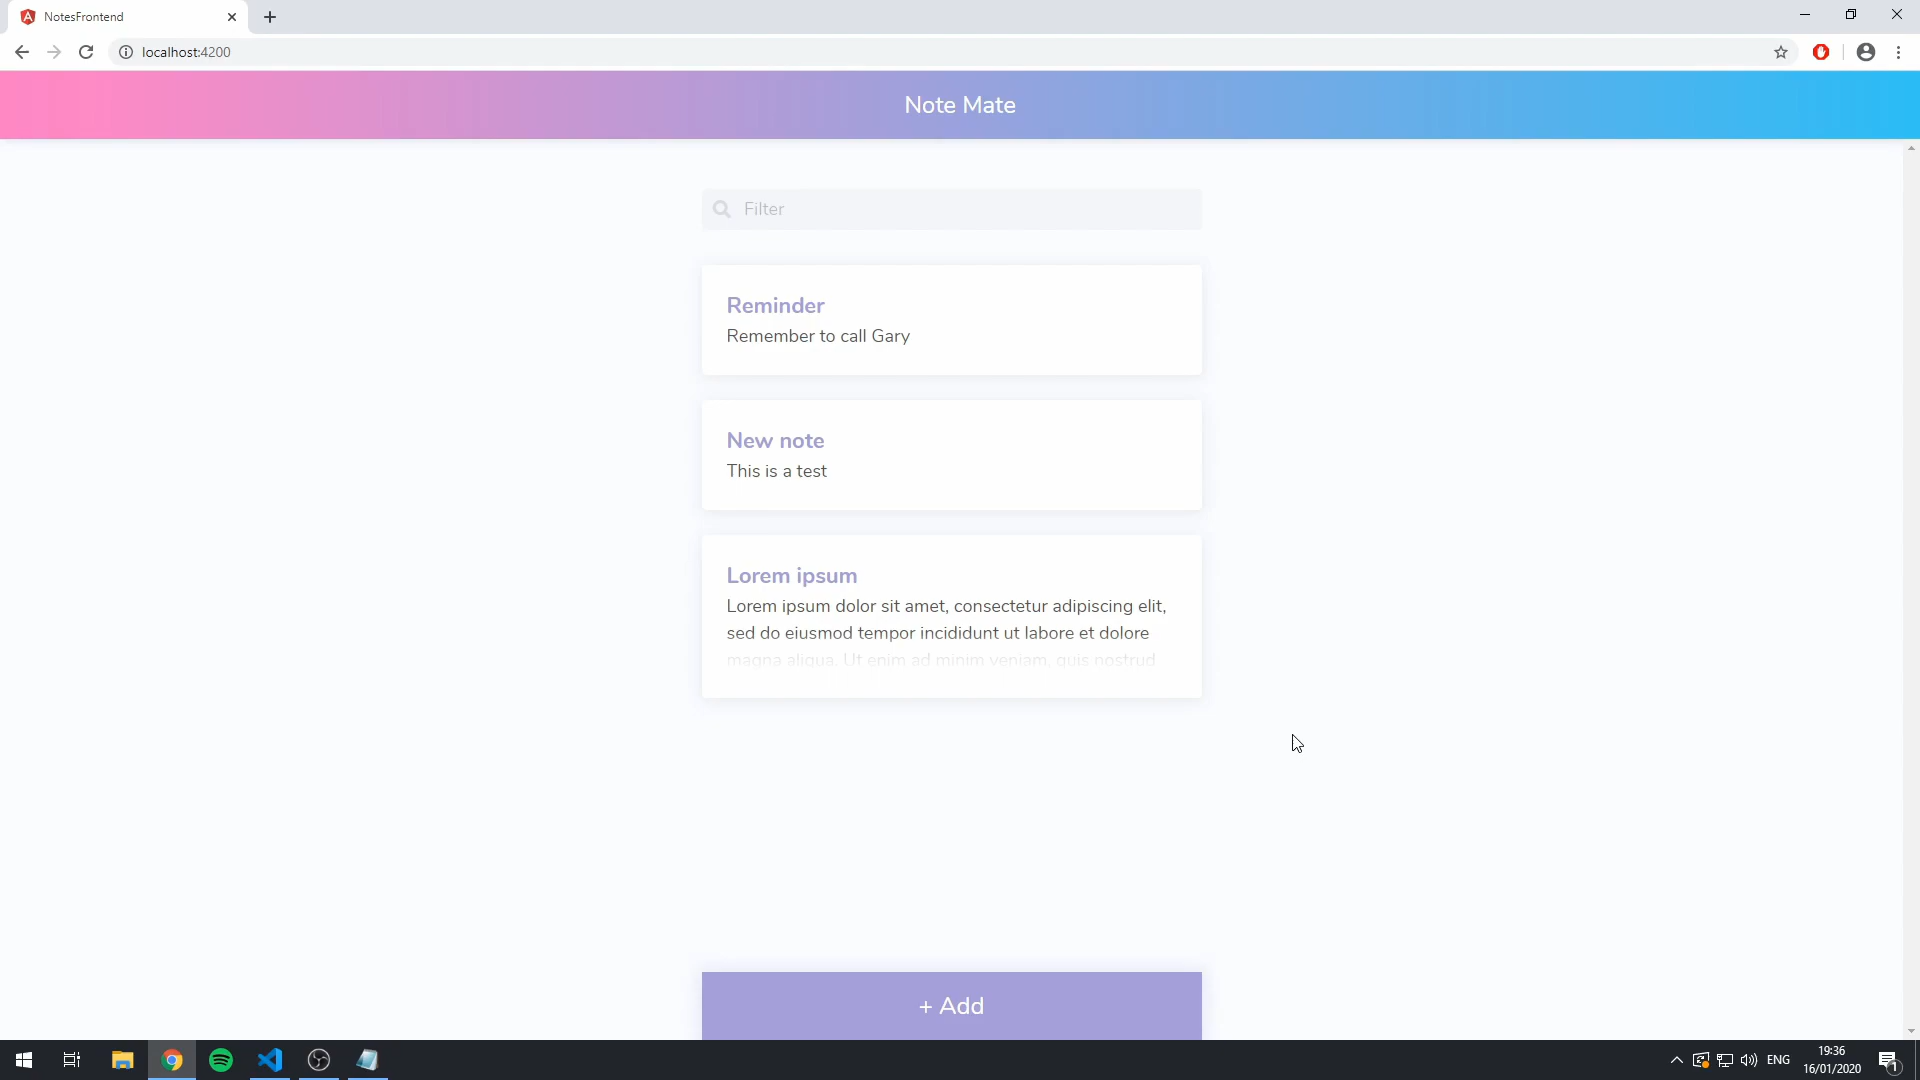 NotesFrontend
localhost:4200
Note Mate
Filter
Reminder
Remember to call Gary
New note
This is a test
Lorem ipsum
Lorem ipsum dolor sit amet, consectetur adipiscing elit,
sed do eiusmod tempor incididunt ut labore et dolore
magna aliqua. Ut enim ad minim veniam, quis nostrud
+ Add
ENG
19:36
16/01/2020
1